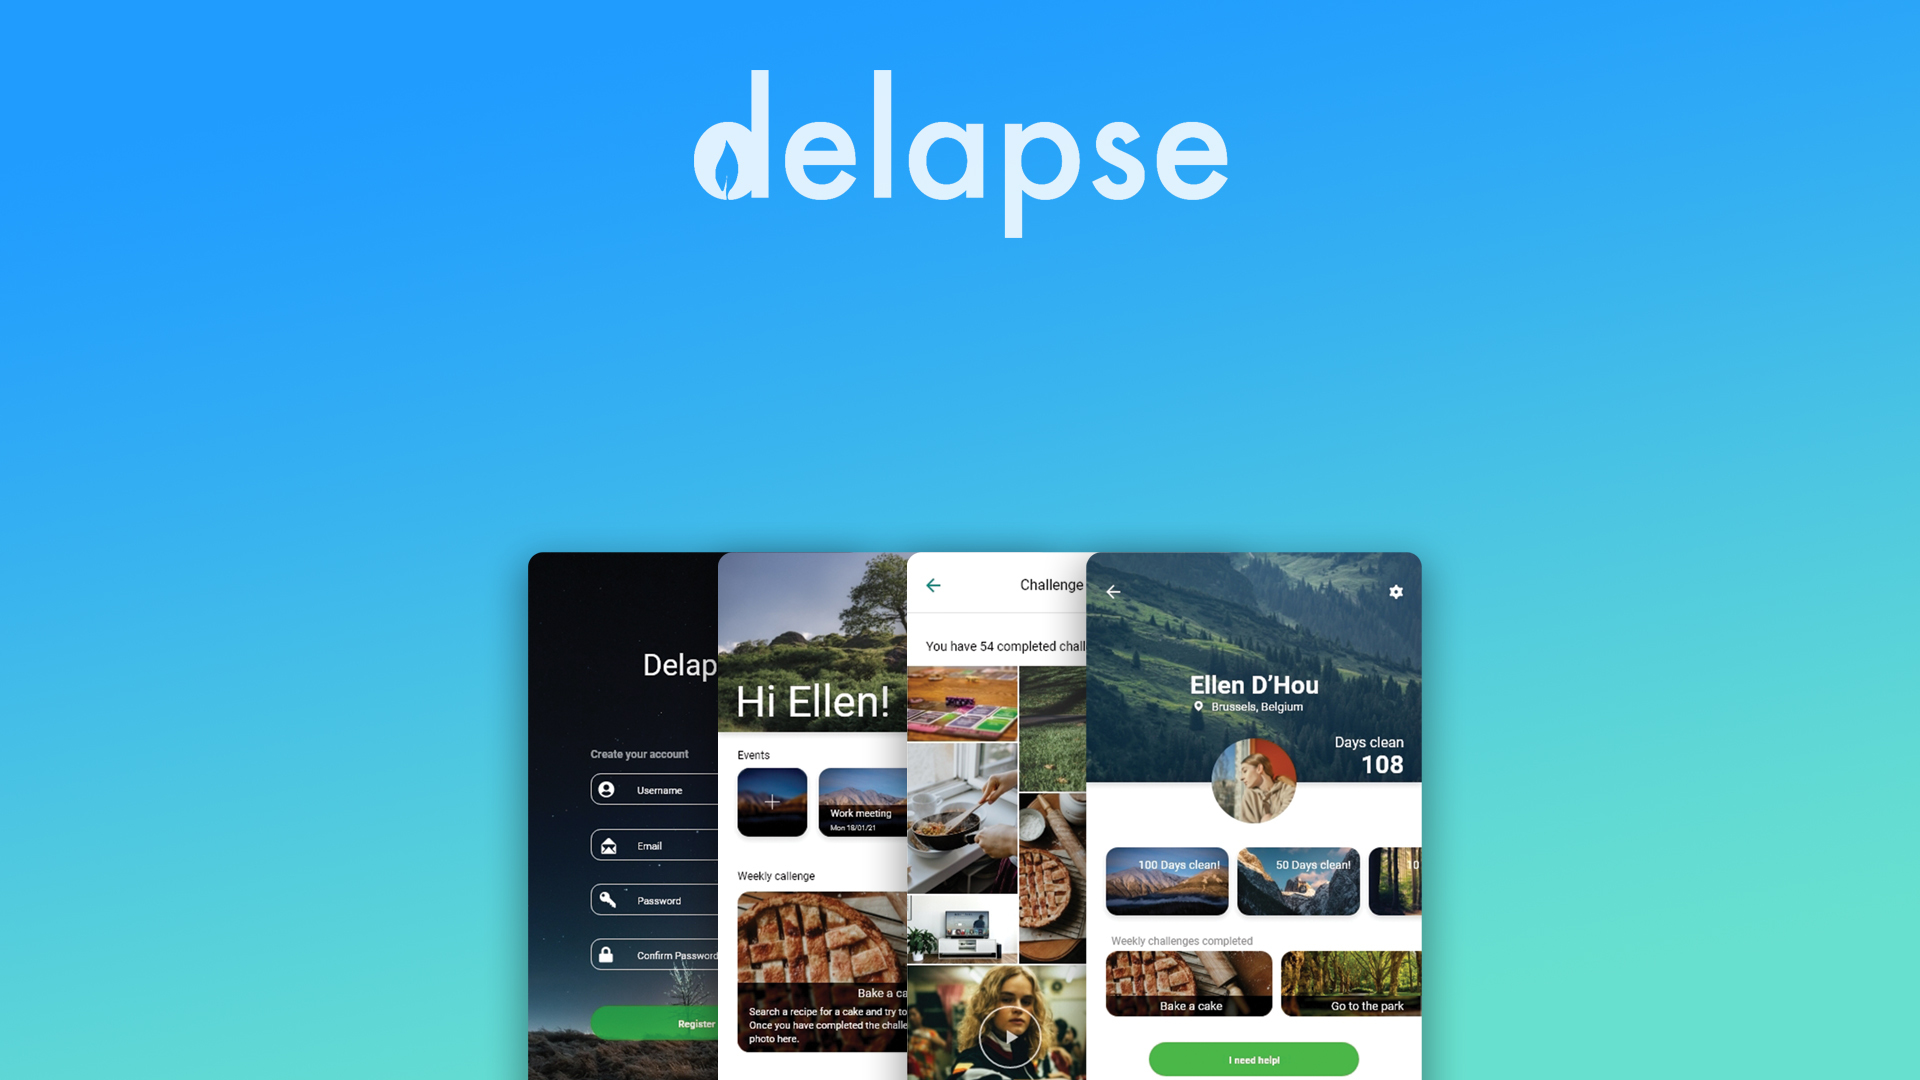 delapse
Delap
Create your account
Username
Email
Password
Confirm Password
Register
Hi Ellen!
Events
Work meeting
Mon 18/01/21
Weekly callenge
Bake a ca
Search a recipe for a cake and try to
Once you have completed the challe
photo here.
Challenge
You have 54 completed chall
Ellen D'Hou
Brussels, Belgium
Days clean
108
100 Days clean!
50 Days clean!
10
Weekly challenges completed
Bake a cake
Go to the park
I need help!